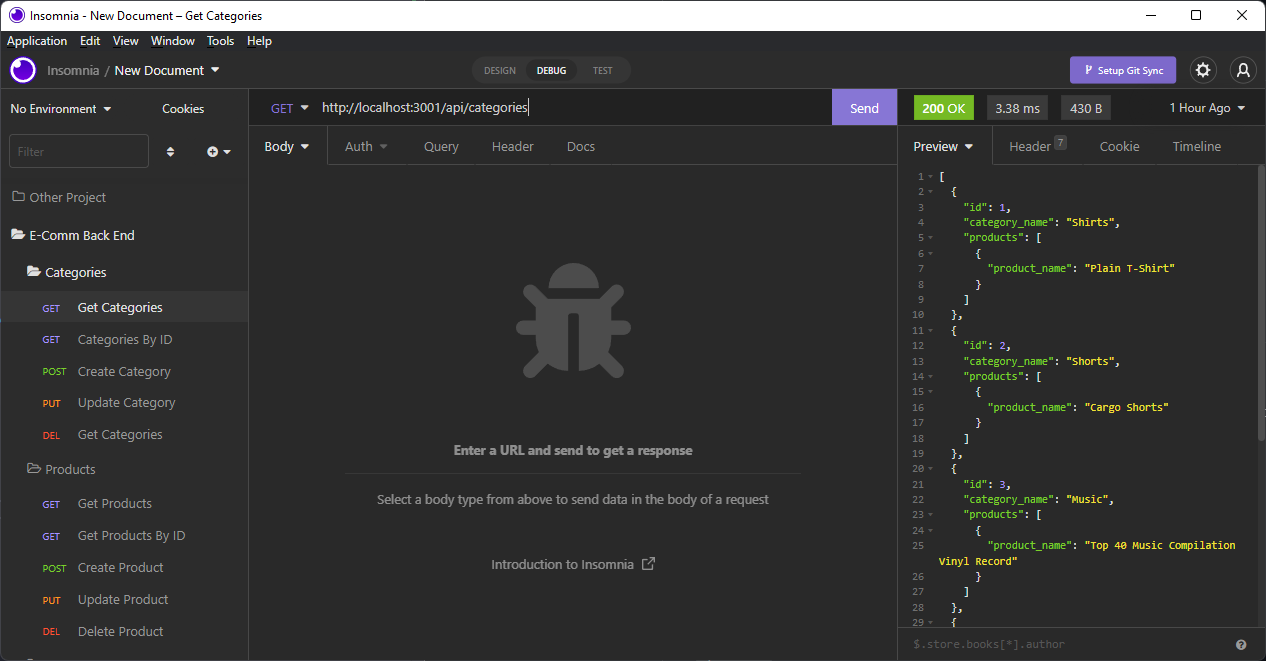 Insomnia - New Document – Get Categories
Application Edit View Window Tools Help
Insomnia / New Document
DESIGN DEBUG TEST
Setup Git Sync
No Environment Cookies
Filter
Other Project
E-Comm Back End
Categories
GET Get Categories
GET Categories By ID
POST Create Category
PUT Update Category
DEL Get Categories
Products
GET Get Products
GET Get Products By ID
POST Create Product
PUT Update Product
DEL Delete Product
GET http://localhost:3001/api/categories Send
Body Auth Query Header Docs
Enter a URL and send to get a response
Select a body type from above to send data in the body of a request
Introduction to Insomnia
200 OK 3.38 ms 430 B 1 Hour Ago
Preview Header 7 Cookie Timeline
1 [
2 {
3 "id": 1,
4 "category_name": "Shirts",
5 "products": [
6 {
7 "product_name": "Plain T-Shirt"
8 }
9 ]
10 },
11 {
12 "id": 2,
13 "category_name": "Shorts",
14 "products": [
15 {
16 "product_name": "Cargo Shorts"
17 }
18 ]
19 },
20 {
21 "id": 3,
22 "category_name": "Music",
23 "products": [
24 {
25 "product_name": "Top 40 Music Compilation
Vinyl Record"
26 }
27 ]
28 },
29 {
$.store.books[*].author